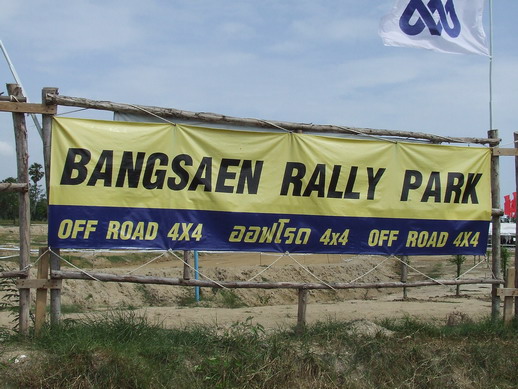 BANGSAEN RALLY PARK
OFF ROAD 4X4 ออฟโรด 4x4 OFF ROAD 4X4